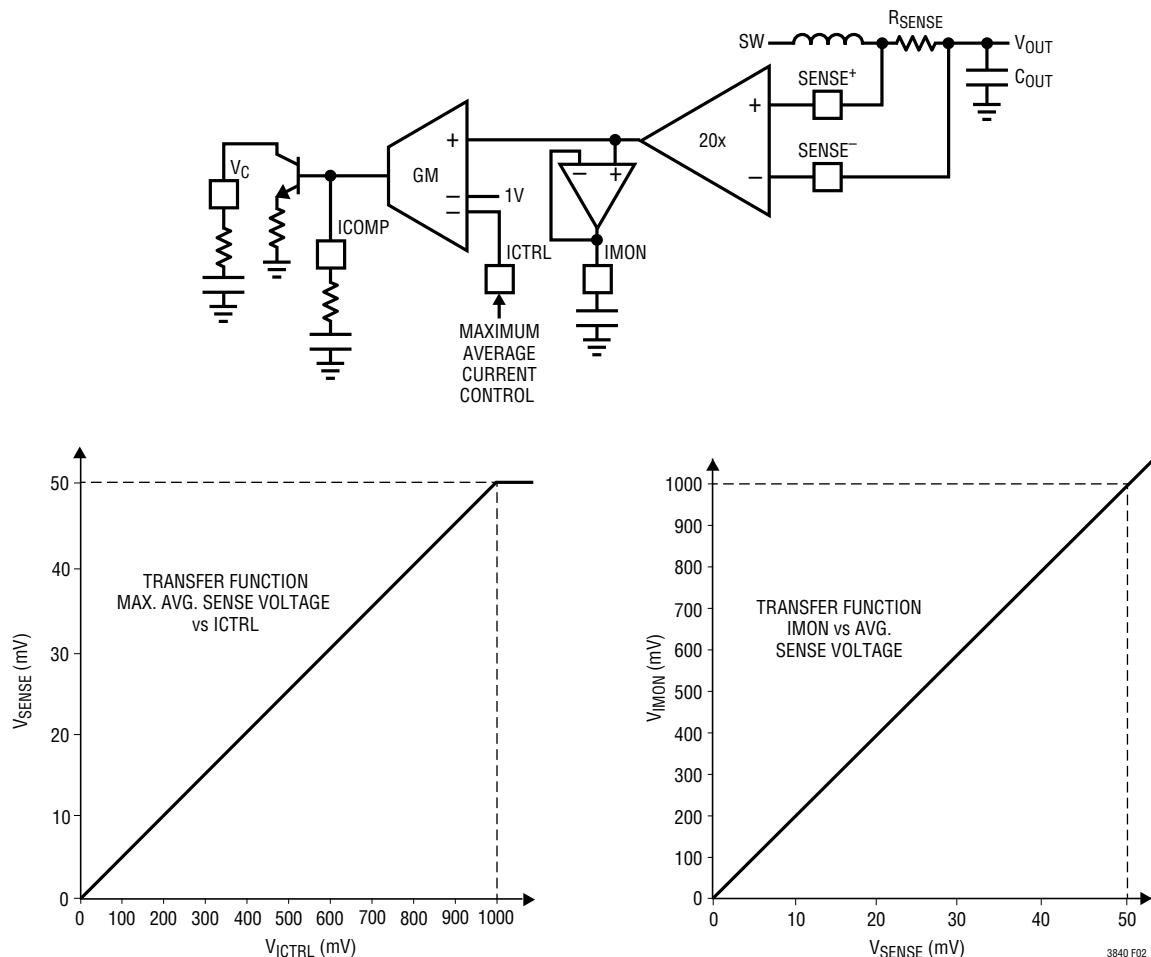 RSENSE
SW
VOUT
COUT
SENSE+
+
20x
SENSE–
–
+
GM
–
–
1V
–
+
VC
ICOMP
ICTRL
IMON
MAXIMUM
AVERAGE
CURRENT
CONTROL
50
40
30
20
10
0
VSENSE (mV)
TRANSFER FUNCTION
MAX. AVG. SENSE VOLTAGE
vs ICTRL
0 100 200 300 400 500 600 700 800 900 1000
VICTRL (mV)
1000
900
800
700
600
500
400
300
200
100
0
VIMON (mV)
TRANSFER FUNCTION
IMON vs AVG.
SENSE VOLTAGE
0 10 20 30 40 50
VSENSE (mV)
3840 F02